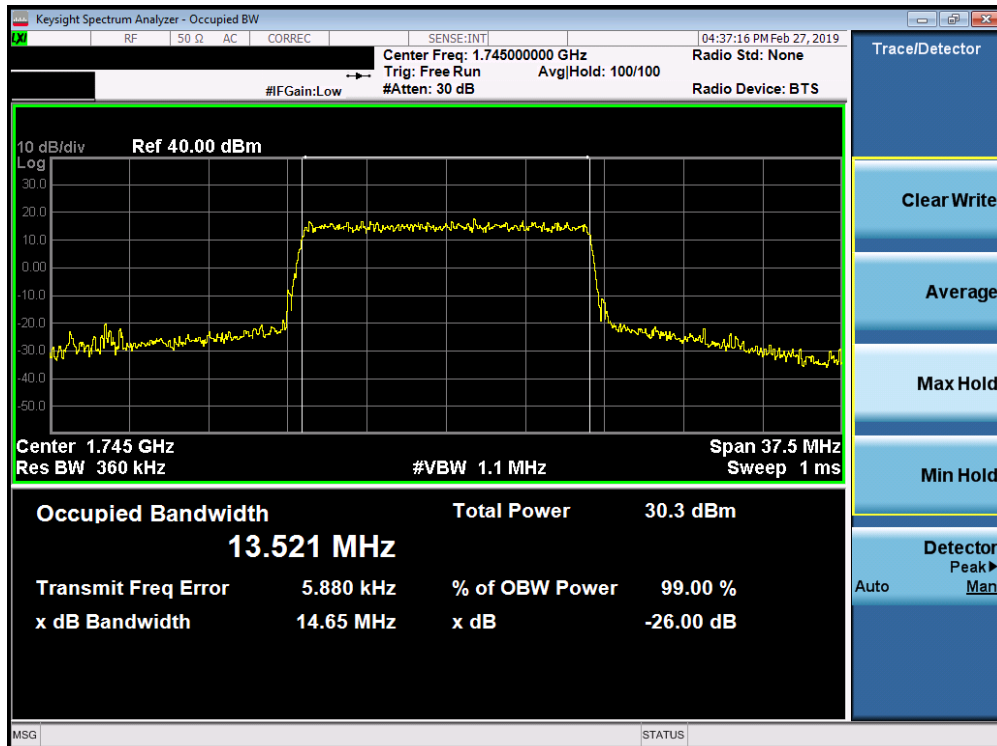 Keysight Spectrum Analyzer - Occupied BW
LXI RF 50 Ω AC CORREC SENSE:INT 04:37:16 PM Feb 27, 2019
Center Freq: 1.745000000 GHz Radio Std: None
Trig: Free Run Avg|Hold: 100/100
#IFGain:Low #Atten: 30 dB Radio Device: BTS
10 dB/div Ref 40.00 dBm
Log
30.0
20.0
10.0
0.00
-10.0
-20.0
-30.0
-40.0
-50.0
Center 1.745 GHz Span 37.5 MHz
Res BW 360 kHz #VBW 1.1 MHz Sweep 1 ms
Occupied Bandwidth Total Power 30.3 dBm
13.521 MHz
Transmit Freq Error 5.880 kHz % of OBW Power 99.00 %
x dB Bandwidth 14.65 MHz x dB -26.00 dB
MSG STATUS
Trace/Detector
Clear Write
Average
Max Hold
Min Hold
Detector
Peak▶
Auto Man